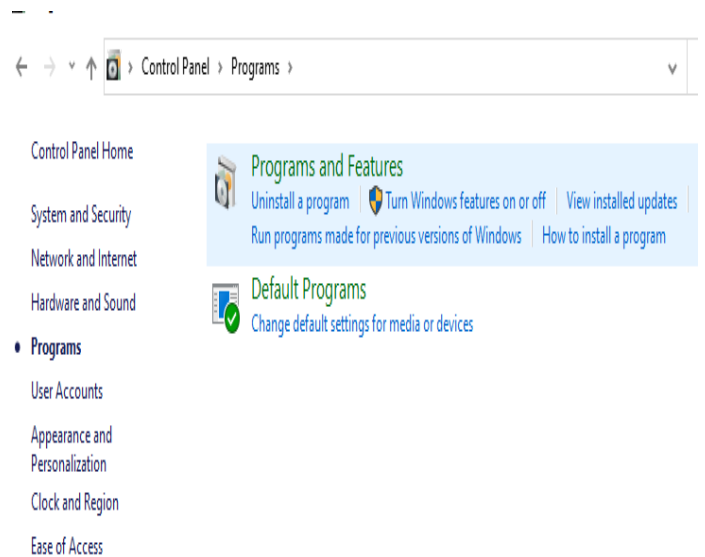 Control Panel > Programs >
Control Panel Home
System and Security
Network and Internet
Hardware and Sound
Programs
User Accounts
Appearance and
Personalization
Clock and Region
Ease of Access
Programs and Features
Uninstall a program | Turn Windows features on or off | View installed updates
Run programs made for previous versions of Windows | How to install a program
Default Programs
Change default settings for media or devices